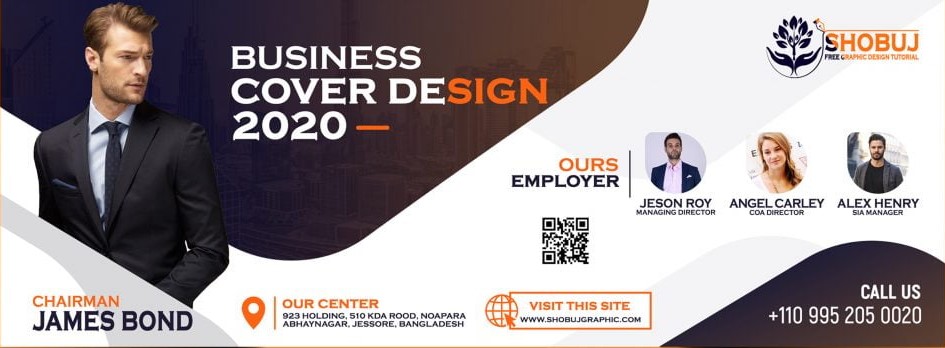 BUSINESS
COVER DESIGN
2020 —
SHOBUJ
FREE GRAPHIC DESIGN TUTORIAL
OURS
EMPLOYER
JESON ROY
MANAGING DIRECTOR
ANGEL CARLEY
COA DIRECTOR
ALEX HENRY
SIA MANAGER
CHAIRMAN
JAMES BOND
OUR CENTER
923 HOLDING, 510 KDA ROOD, NOAPARA
ABHAYNAGAR, JESSORE, BANGLADESH
VISIT THIS SITE
WWW.SHOBUJGRAPHIC.COM
CALL US
+110 995 205 0020